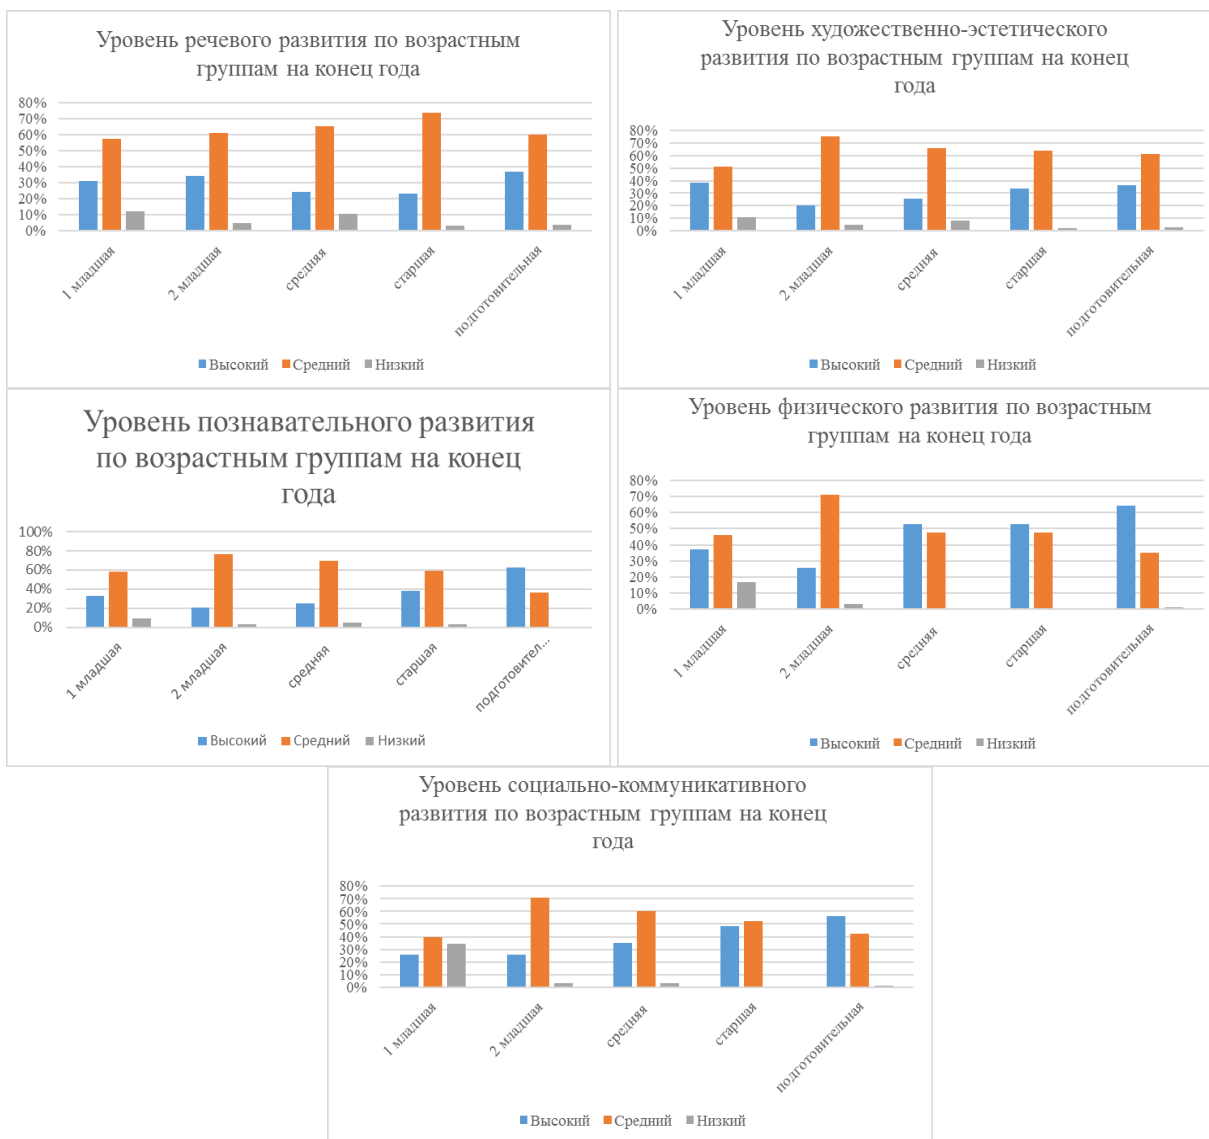 Уровень речевого развития по возрастным
группам на конец года
80%
70%
60%
50%
40%
30%
20%
10%
0%
1 младшая
2 младшая
средняя
старшая
подготовительная
Высокий Средний Низкий
Уровень художественно-эстетического
развития по возрастным группам на конец
года
80%
70%
60%
50%
40%
30%
20%
10%
0%
1 младшая
2 младшая
средняя
старшая
подготовительная
Высокий Средний Низкий
Уровень познавательного развития
по возрастным группам на конец
года
100%
80%
60%
40%
20%
0%
1 младшая
2 младшая
средняя
старшая
подготовител...
Высокий Средний Низкий
Уровень физического развития по возрастным
группам на конец года
80%
70%
60%
50%
40%
30%
20%
10%
0%
1 младшая
2 младшая
средняя
старшая
подготовительная
Высокий Средний Низкий
Уровень социально-коммуникативного
развития по возрастным группам на конец
года
80%
70%
60%
50%
40%
30%
20%
10%
0%
1 младшая
2 младшая
средняя
старшая
подготовительная
Высокий Средний Низкий